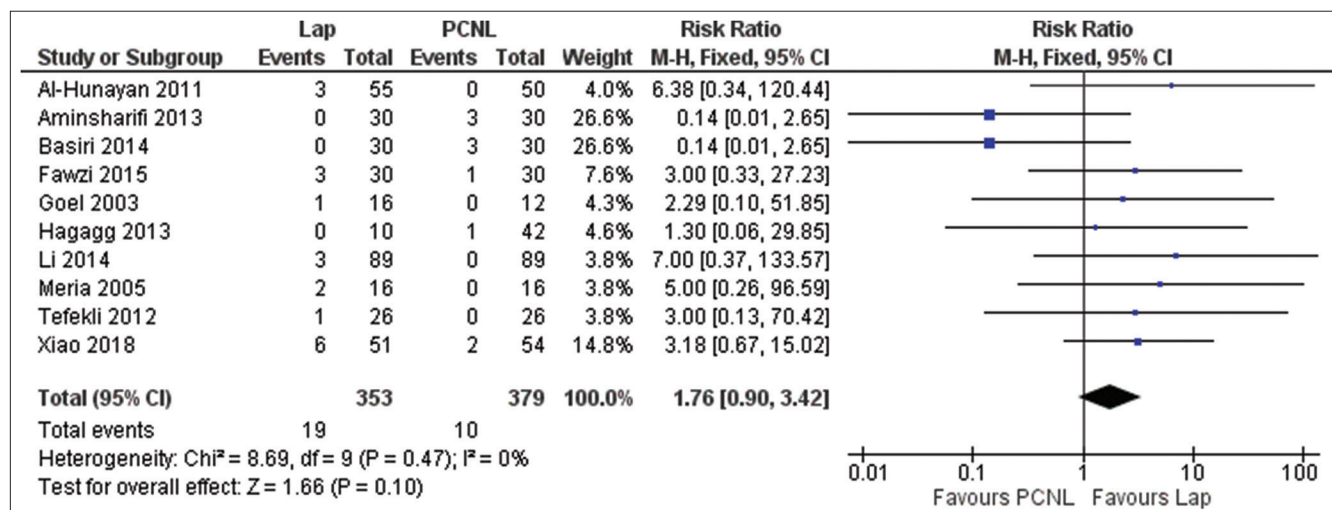 Lap PCNL Risk Ratio Risk Ratio
Study or Subgroup Events Total Events Total Weight M-H, Fixed, 95% CI M-H, Fixed, 95% CI
Al-Hunayan 2011 3 55 0 50 4.0% 6.38 [0.34, 120.44]
Aminsharifi 2013 0 30 3 30 26.6% 0.14 [0.01, 2.65]
Basiri 2014 0 30 3 30 26.6% 0.14 [0.01, 2.65]
Fawzi 2015 3 30 1 30 7.6% 3.00 [0.33, 27.23]
Goel 2003 1 16 0 12 4.3% 2.29 [0.10, 51.85]
Hagagg 2013 0 10 1 42 4.6% 1.30 [0.06, 29.85]
Li 2014 3 89 0 89 3.8% 7.00 [0.37, 133.57]
Meria 2005 2 16 0 16 3.8% 5.00 [0.26, 96.59]
Tefekli 2012 1 26 0 26 3.8% 3.00 [0.13, 70.42]
Xiao 2018 6 51 2 54 14.8% 3.18 [0.67, 15.02]
Total (95% CI) 353 379 100.0% 1.76 [0.90, 3.42]
Total events 19 10
Heterogeneity: Chi² = 8.69, df = 9 (P = 0.47); I² = 0%
Test for overall effect: Z = 1.66 (P = 0.10)
0.01 0.1 1 10 100
Favours PCNL Favours Lap